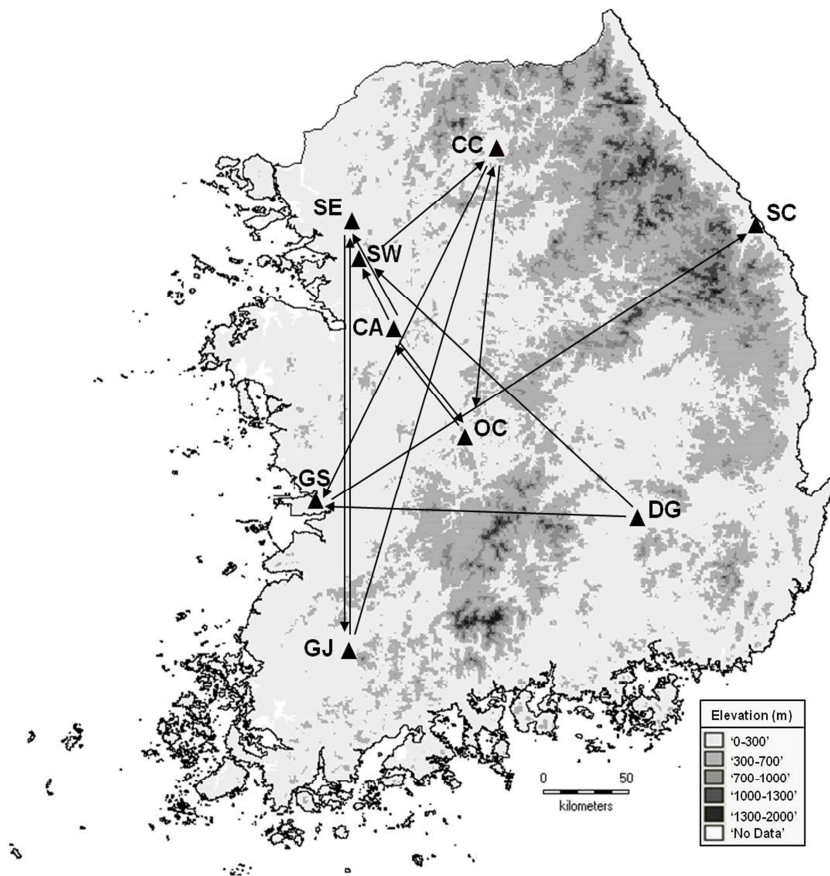 CC
SE
SC
SW
CA
OC
GS
DG
GJ
Elevation (m)
'0-300'
'300-700'
'700-1000'
'1000-1300'
'1300-2000'
'No Data'
0 50
kilometers